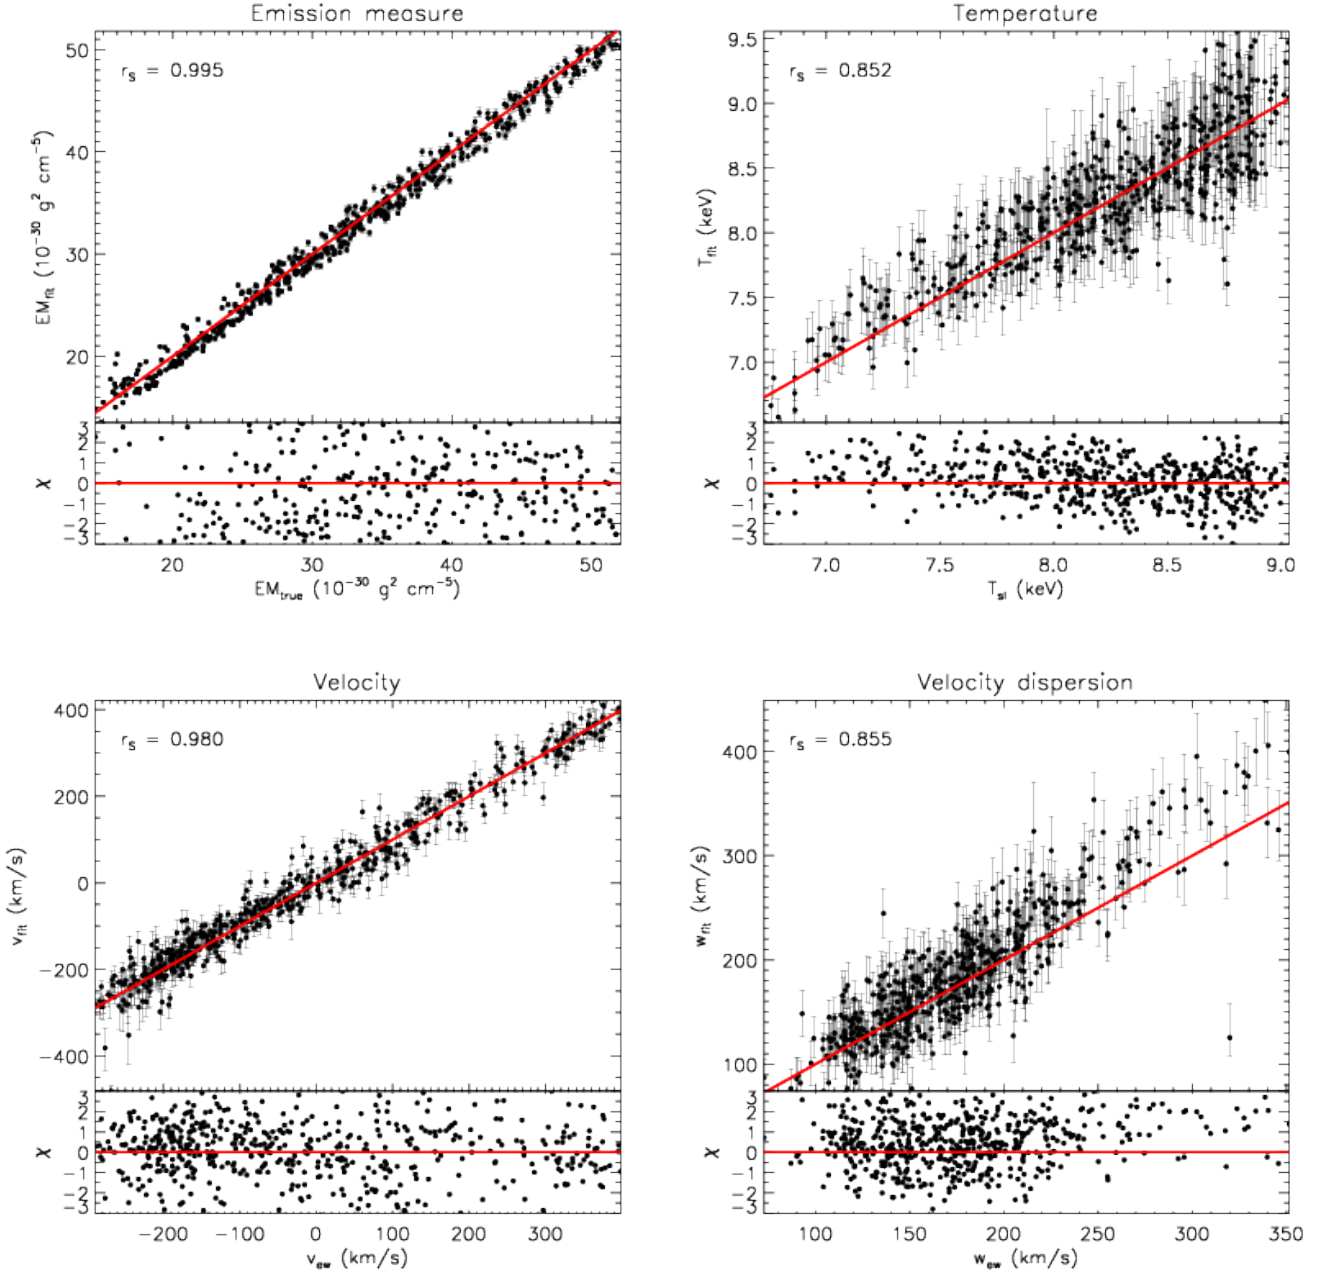 Emission measure
r_s = 0.995
50
40
30
20
EM_fit (10^-30 g^2 cm^-5)
3
2
1
0
-1
-2
-3
χ
20 30 40 50
EM_true (10^-30 g^2 cm^-5)
Temperature
r_s = 0.852
9.5
9.0
8.5
8.0
7.5
7.0
T_fit (keV)
3
2
1
0
-1
-2
-3
χ
7.0 7.5 8.0 8.5 9.0
T_sl (keV)
Velocity
r_s = 0.980
400
200
0
-200
-400
v_fit (km/s)
3
2
1
0
-1
-2
-3
χ
-200 -100 0 100 200 300
v_ew (km/s)
Velocity dispersion
r_s = 0.855
400
300
200
100
w_fit (km/s)
3
2
1
0
-1
-2
-3
χ
100 150 200 250 300 350
w_ew (km/s)